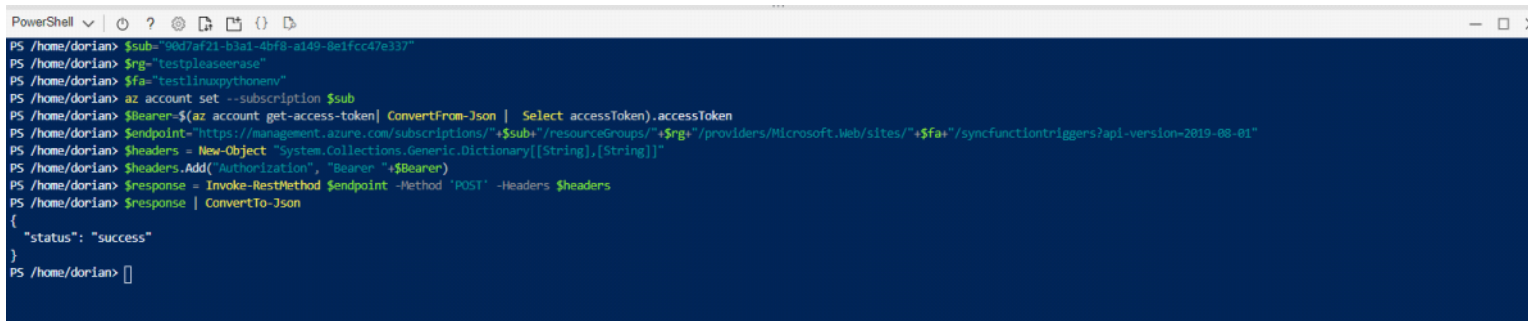 PowerShell
PS /home/dorian> $sub="90d7af21-b3a1-4bf8-a149-8e1fcc47e337"
PS /home/dorian> $rg="testpleaseerase"
PS /home/dorian> $fa="testlinuxpythonenv"
PS /home/dorian> az account set --subscription $sub
PS /home/dorian> $Bearer=$(az account get-access-token| ConvertFrom-Json |  Select accessToken).accessToken
PS /home/dorian> $endpoint="https://management.azure.com/subscriptions/"+$sub+"/resourceGroups/"+$rg+"/providers/Microsoft.Web/sites/"+$fa+"/syncfunctiontriggers?api-version=2019-08-01"
PS /home/dorian> $headers = New-Object "System.Collections.Generic.Dictionary[[String],[String]]"
PS /home/dorian> $headers.Add("Authorization", "Bearer "+$Bearer)
PS /home/dorian> $response = Invoke-RestMethod $endpoint -Method 'POST' -Headers $headers
PS /home/dorian> $response | ConvertTo-Json
{
  "status": "success"
}
PS /home/dorian>